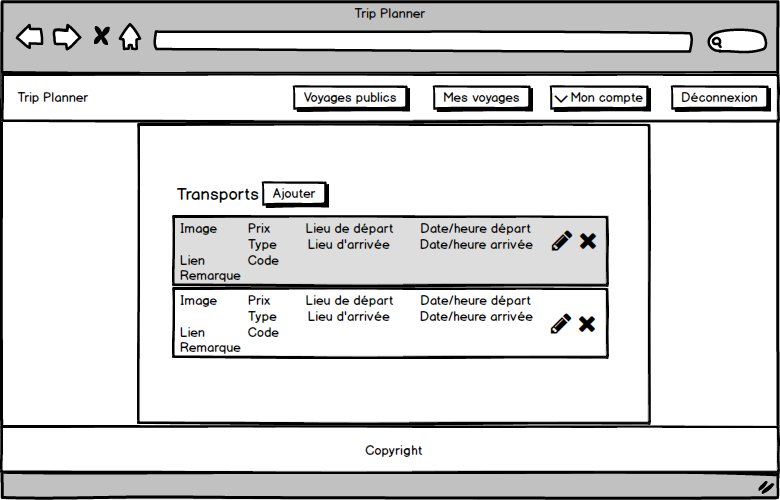 Trip Planner
Trip Planner
Voyages publics
Mes voyages
Mon compte
Déconnexion
Transports
Ajouter
Image Prix Lieu de départ Date/heure départ
Type Lieu d'arrivée Date/heure arrivée
Lien Code
Remarque
Image Prix Lieu de départ Date/heure départ
Type Lieu d'arrivée Date/heure arrivée
Lien Code
Remarque
Copyright